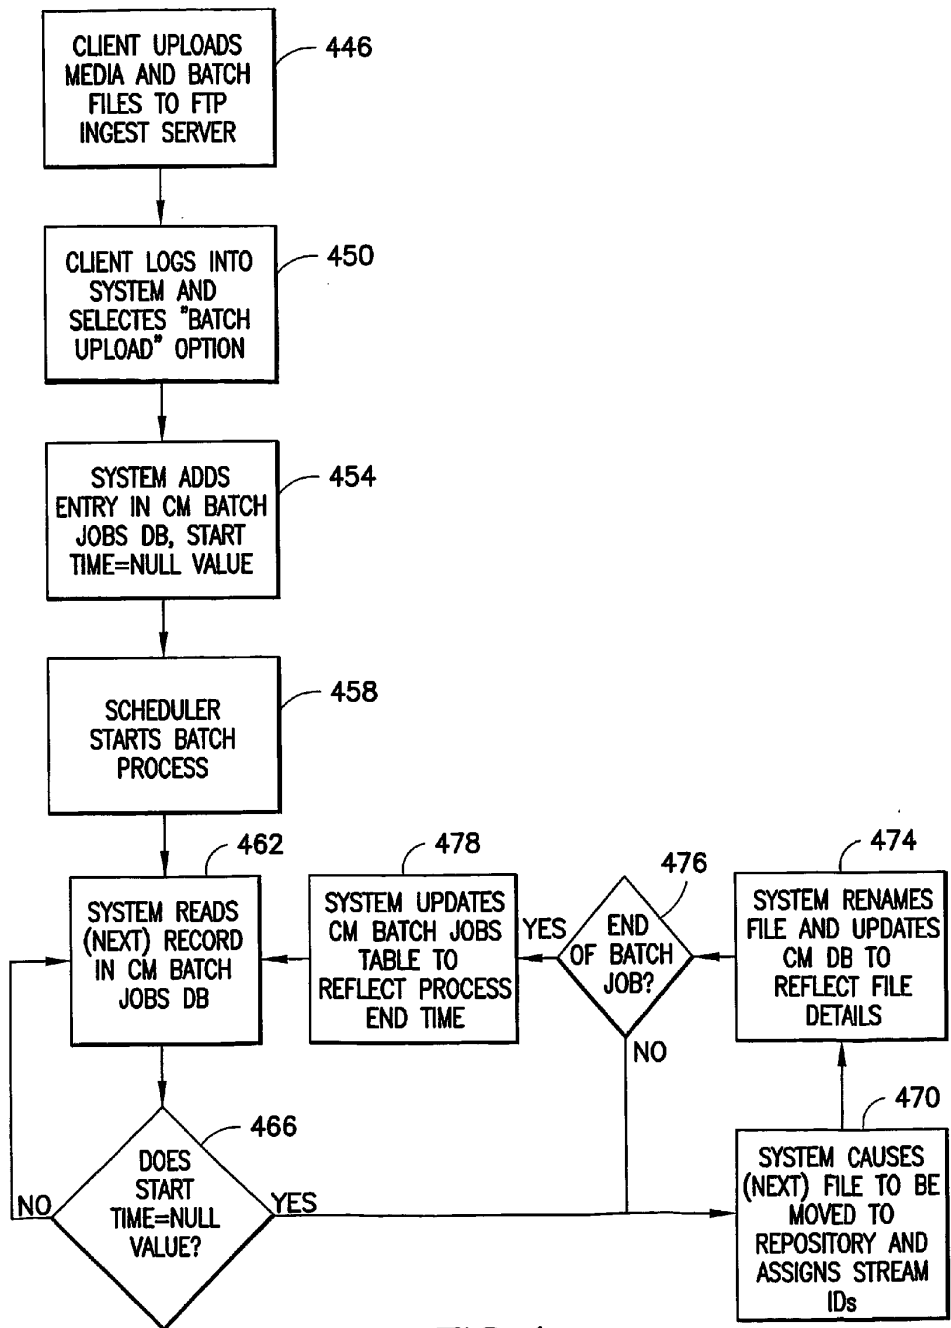 CLIENT UPLOADS
MEDIA AND BATCH
FILES TO FTP
INGEST SERVER
446
CLIENT LOGS INTO
SYSTEM AND
SELECTES "BATCH
UPLOAD" OPTION
450
SYSTEM ADDS
ENTRY IN CM BATCH
JOBS DB, START
TIME=NULL VALUE
454
SCHEDULER
STARTS BATCH
PROCESS
458
SYSTEM READS
(NEXT) RECORD
IN CM BATCH
JOBS DB
462
SYSTEM UPDATES
CM BATCH JOBS
TABLE TO
REFLECT PROCESS
END TIME
478
YES
END
OF BATCH
JOB?
476
NO
SYSTEM RENAMES
FILE AND UPDATES
CM DB TO
REFLECT FILE
DETAILS
474
DOES
START
TIME=NULL
VALUE?
466
NO
YES
SYSTEM CAUSES
(NEXT) FILE TO BE
MOVED TO
REPOSITORY AND
ASSIGNS STREAM
IDs
470